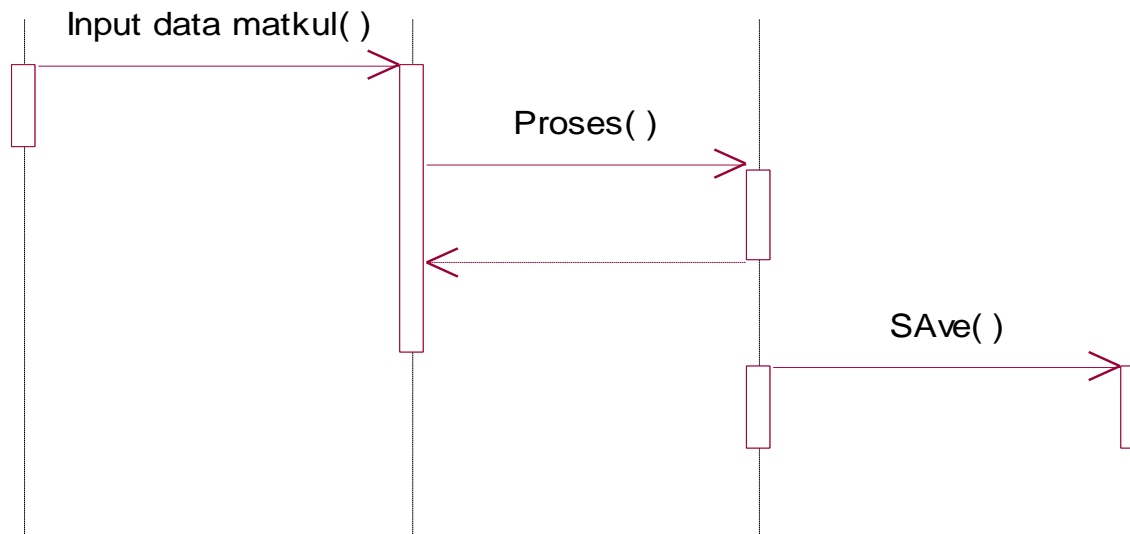 Input data matkul( )
Proses( )
SAve( )